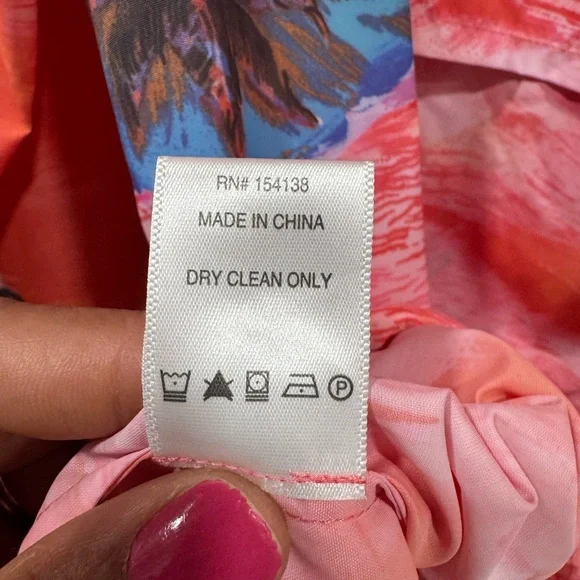 RN# 154138
MADE IN CHINA
DRY CLEAN ONLY
P